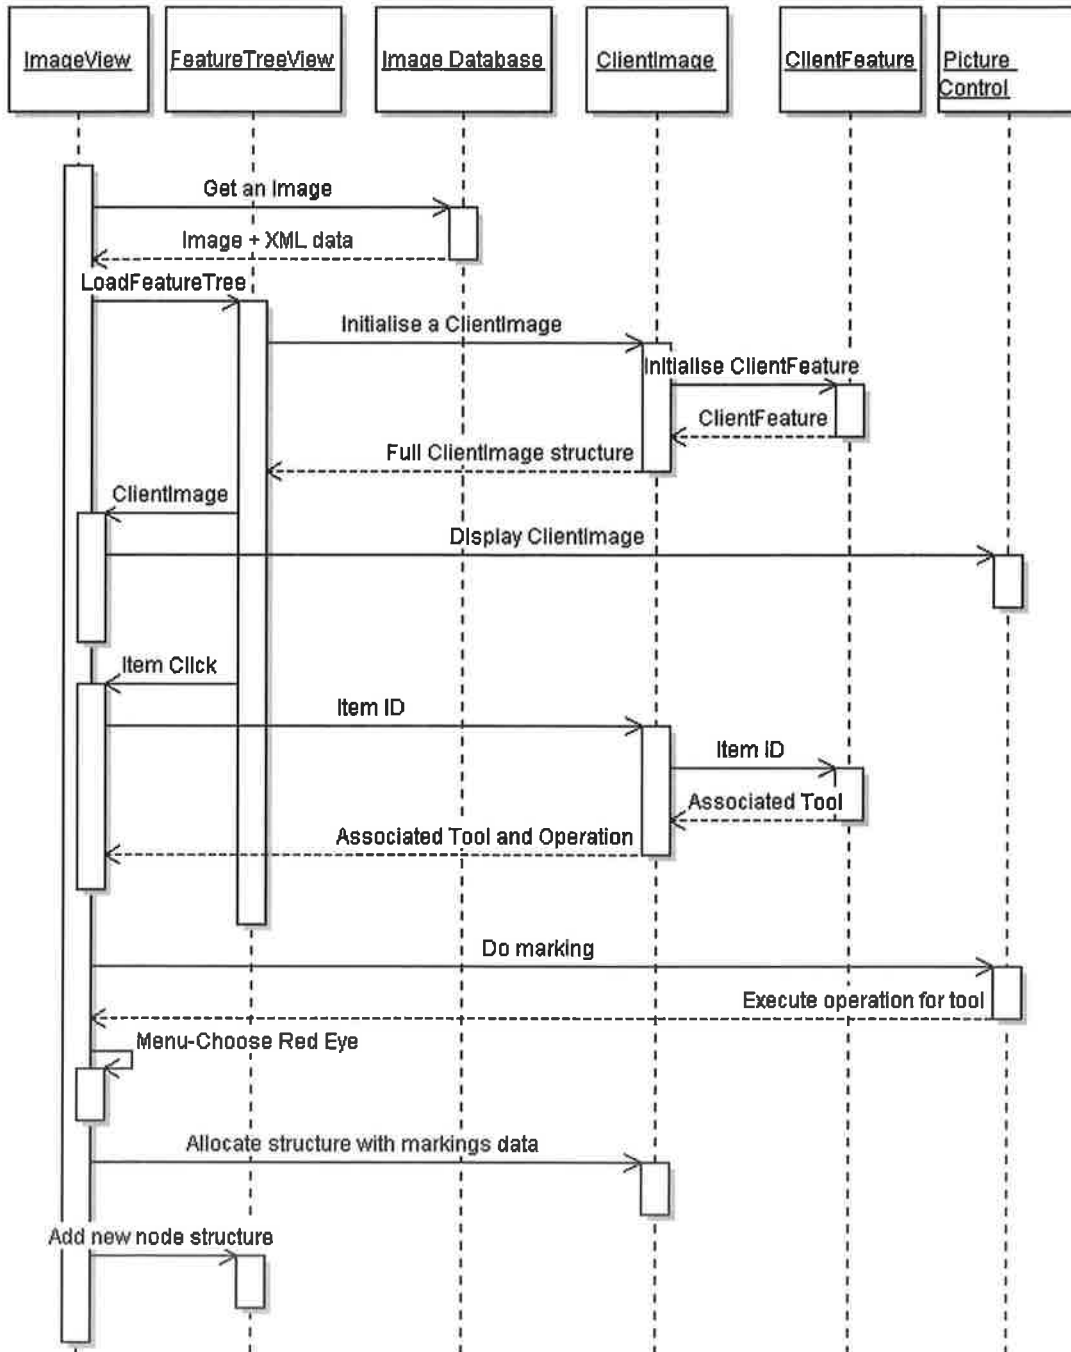 ImageView
FeatureTreeView
Image Database
ClientImage
ClientFeature
Picture
Control
Get an Image
Image + XML data
LoadFeatureTree
Initialise a ClientImage
Initialise ClientFeature
ClientFeature
Full ClientImage structure
ClientImage
Display ClientImage
Item Click
Item ID
Item ID
Associated Tool
Associated Tool and Operation
Do marking
Execute operation for tool
Menu-Choose Red Eye
Allocate structure with markings data
Add new node structure